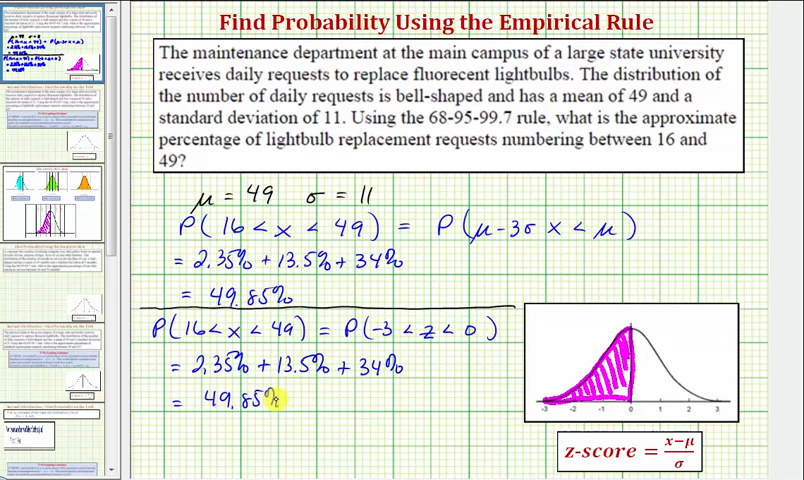 Find Probability Using the Empirical Rule
The maintenance department at the main campus of a large state university
receives daily requests to replace fluorecent lightbulbs. The distribution of
the number of daily requests is bell-shaped and has a mean of 49 and a
standard deviation of 11. Using the 68-95-99.7 rule, what is the approximate
percentage of lightbulb replacement requests numbering between 16 and
49?
μ = 49 σ = 11
P(16 < x < 49) = P(μ-3σ x < μ)
= 2.35% + 13.5% + 34%
= 49.85%
P(16 < x < 49) = P(-3 < z < 0)
= 2.35% + 13.5% + 34%
= 49.85%
-3 -2 -1 0 1 2 3
z-score = x-μ / σ